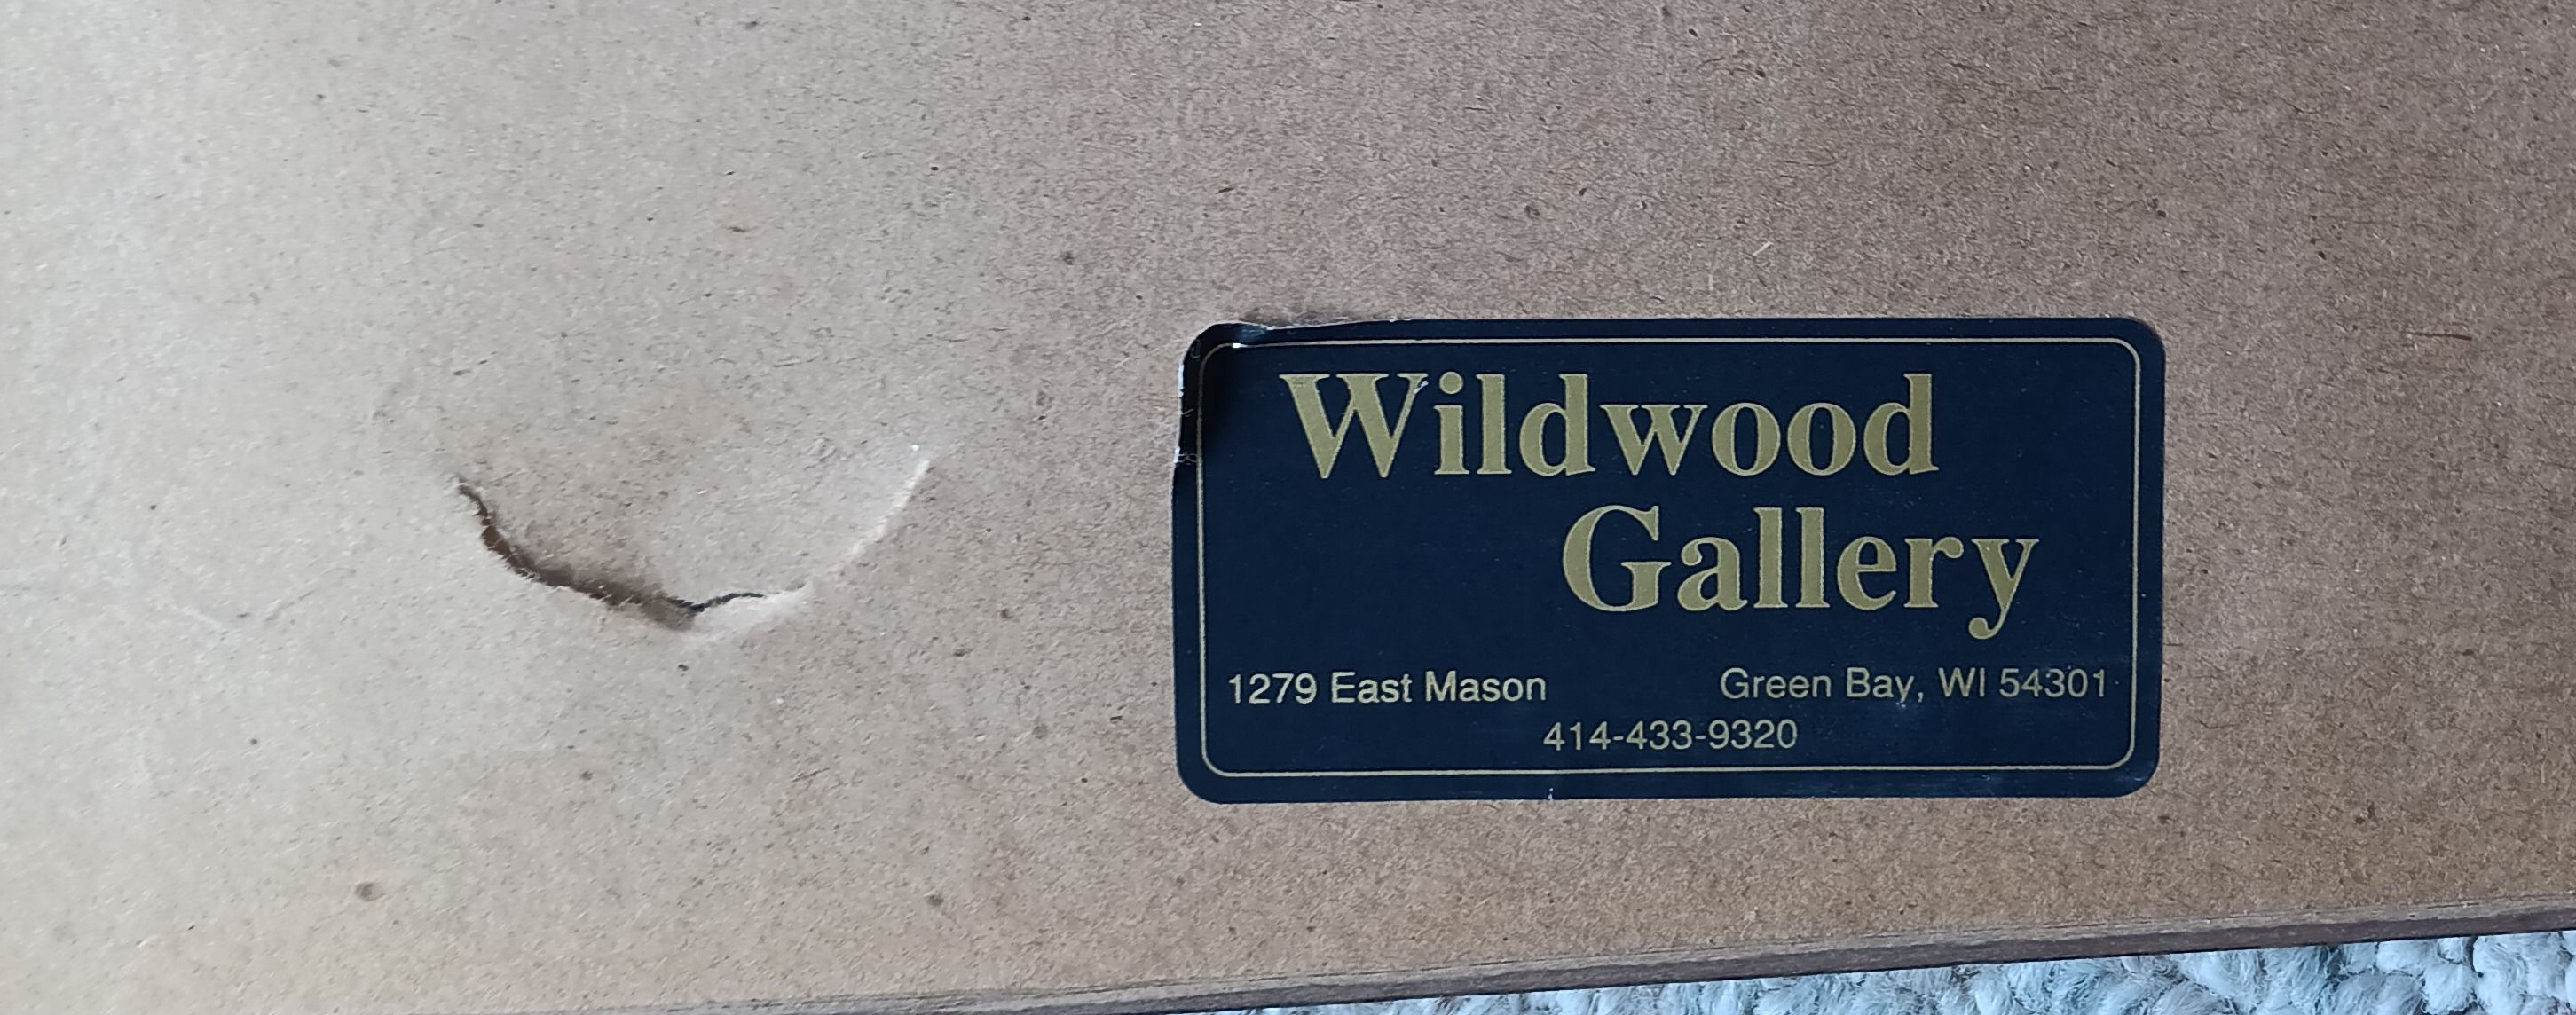 Wildwood
Gallery
1279 East Mason Green Bay, WI 54301
414-433-9320